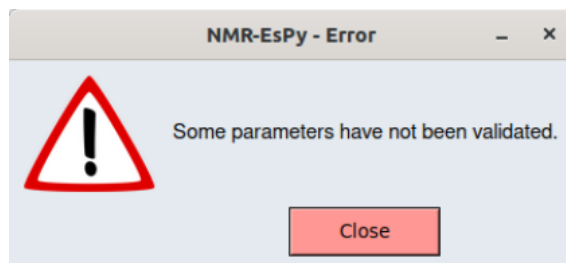 NMR-EsPy - Error
Some parameters have not been validated.
Close